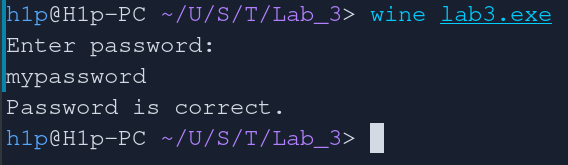 h1p@H1p-PC ~/U/S/T/Lab_3> wine lab3.exe
Enter password:
mypassword
Password is correct.
h1p@H1p-PC ~/U/S/T/Lab_3>